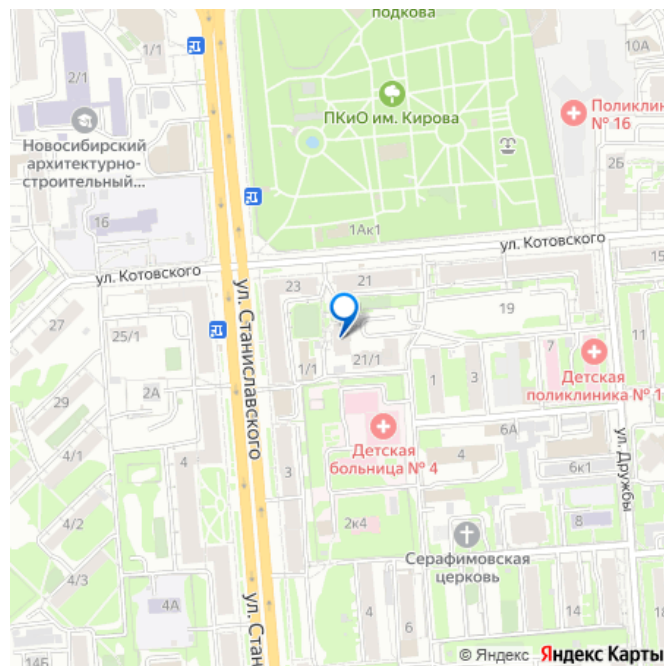 подкова
1/1
10А
2/1
ПКиО им. Кирова
Поликлин
№ 16
Новосибирский
архитектурно-
строительный...
2Б
16
1Ак1
ул. Котовского
ул. Котовского
15
23
21
ул. Станиславского
27
25/1
19
11
1/1
21/1
7
Детская
поликлиника № 1
2А
29
1
3
ул. Дружбы
Детская
больница № 4
6А
4/1
4
3
4
6к1
4/2
2к4
8
Серафимовская
церковь
4/3
4А
ул. Стан
4
6
14
18
14Б
© Яндекс Яндекс Карты